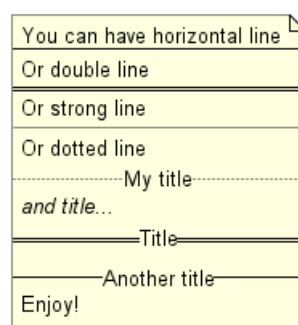 You can have horizontal line
Or double line
Or strong line
Or dotted line
My title
and title...
Title
Another title
Enjoy!